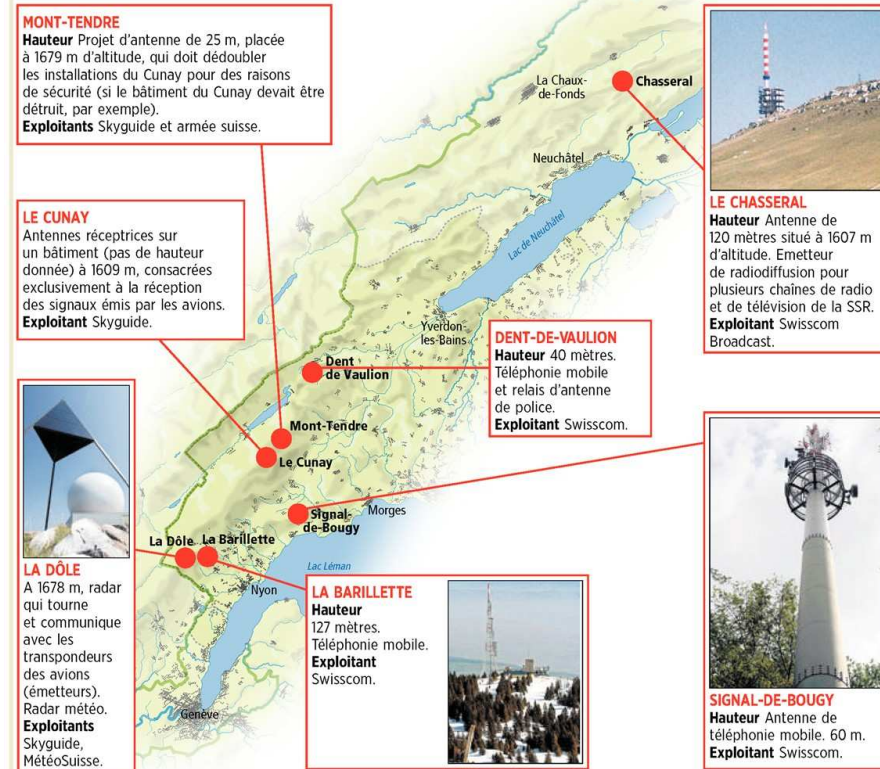 MONT-TENDRE
Hauteur Projet d'antenne de 25 m, placée
à 1679 m d'altitude, qui doit dédoubler
les installations du Cunay pour des raisons
de sécurité (si le bâtiment du Cunay devait être
détruit, par exemple).
Exploitants Skyguide et armée suisse.
LE CUNAY
Antennes réceptrices sur
un bâtiment (pas de hauteur
donnée) à 1609 m, consacrées
exclusivement à la réception
des signaux émis par les avions.
Exploitant Skyguide.
LA DÔLE
A 1678 m, radar
qui tourne
et communique
avec les
transpondeurs
des avions
(émetteurs).
Radar météo.
Exploitants
Skyguide,
MétéoSuisse.
La Chaux-
de-Fonds
Chasseral
Neuchâtel
Lac de Neuchâtel
Yverdon-
les-Bains
Dent
de Vaulion
Mont-Tendre
Le Cunay
Signal-
de-Bougy
Morges
La Dôle
La Barillette
Lac Léman
Nyon
Genève
LE CHASSERAL
Hauteur Antenne de
120 mètres situé à 1607 m
d'altitude. Emetteur
de radiodiffusion pour
plusieurs chaînes de radio
et de télévision de la SSR.
Exploitant Swisscom
Broadcast.
DENT-DE-VAULION
Hauteur 40 mètres.
Téléphonie mobile
et relais d'antenne
de police.
Exploitant Swisscom.
LA BARILLETTE
Hauteur
127 mètres.
Téléphonie mobile.
Exploitant
Swisscom.
SIGNAL-DE-BOUGY
Hauteur Antenne de
téléphonie mobile. 60 m.
Exploitant Swisscom.